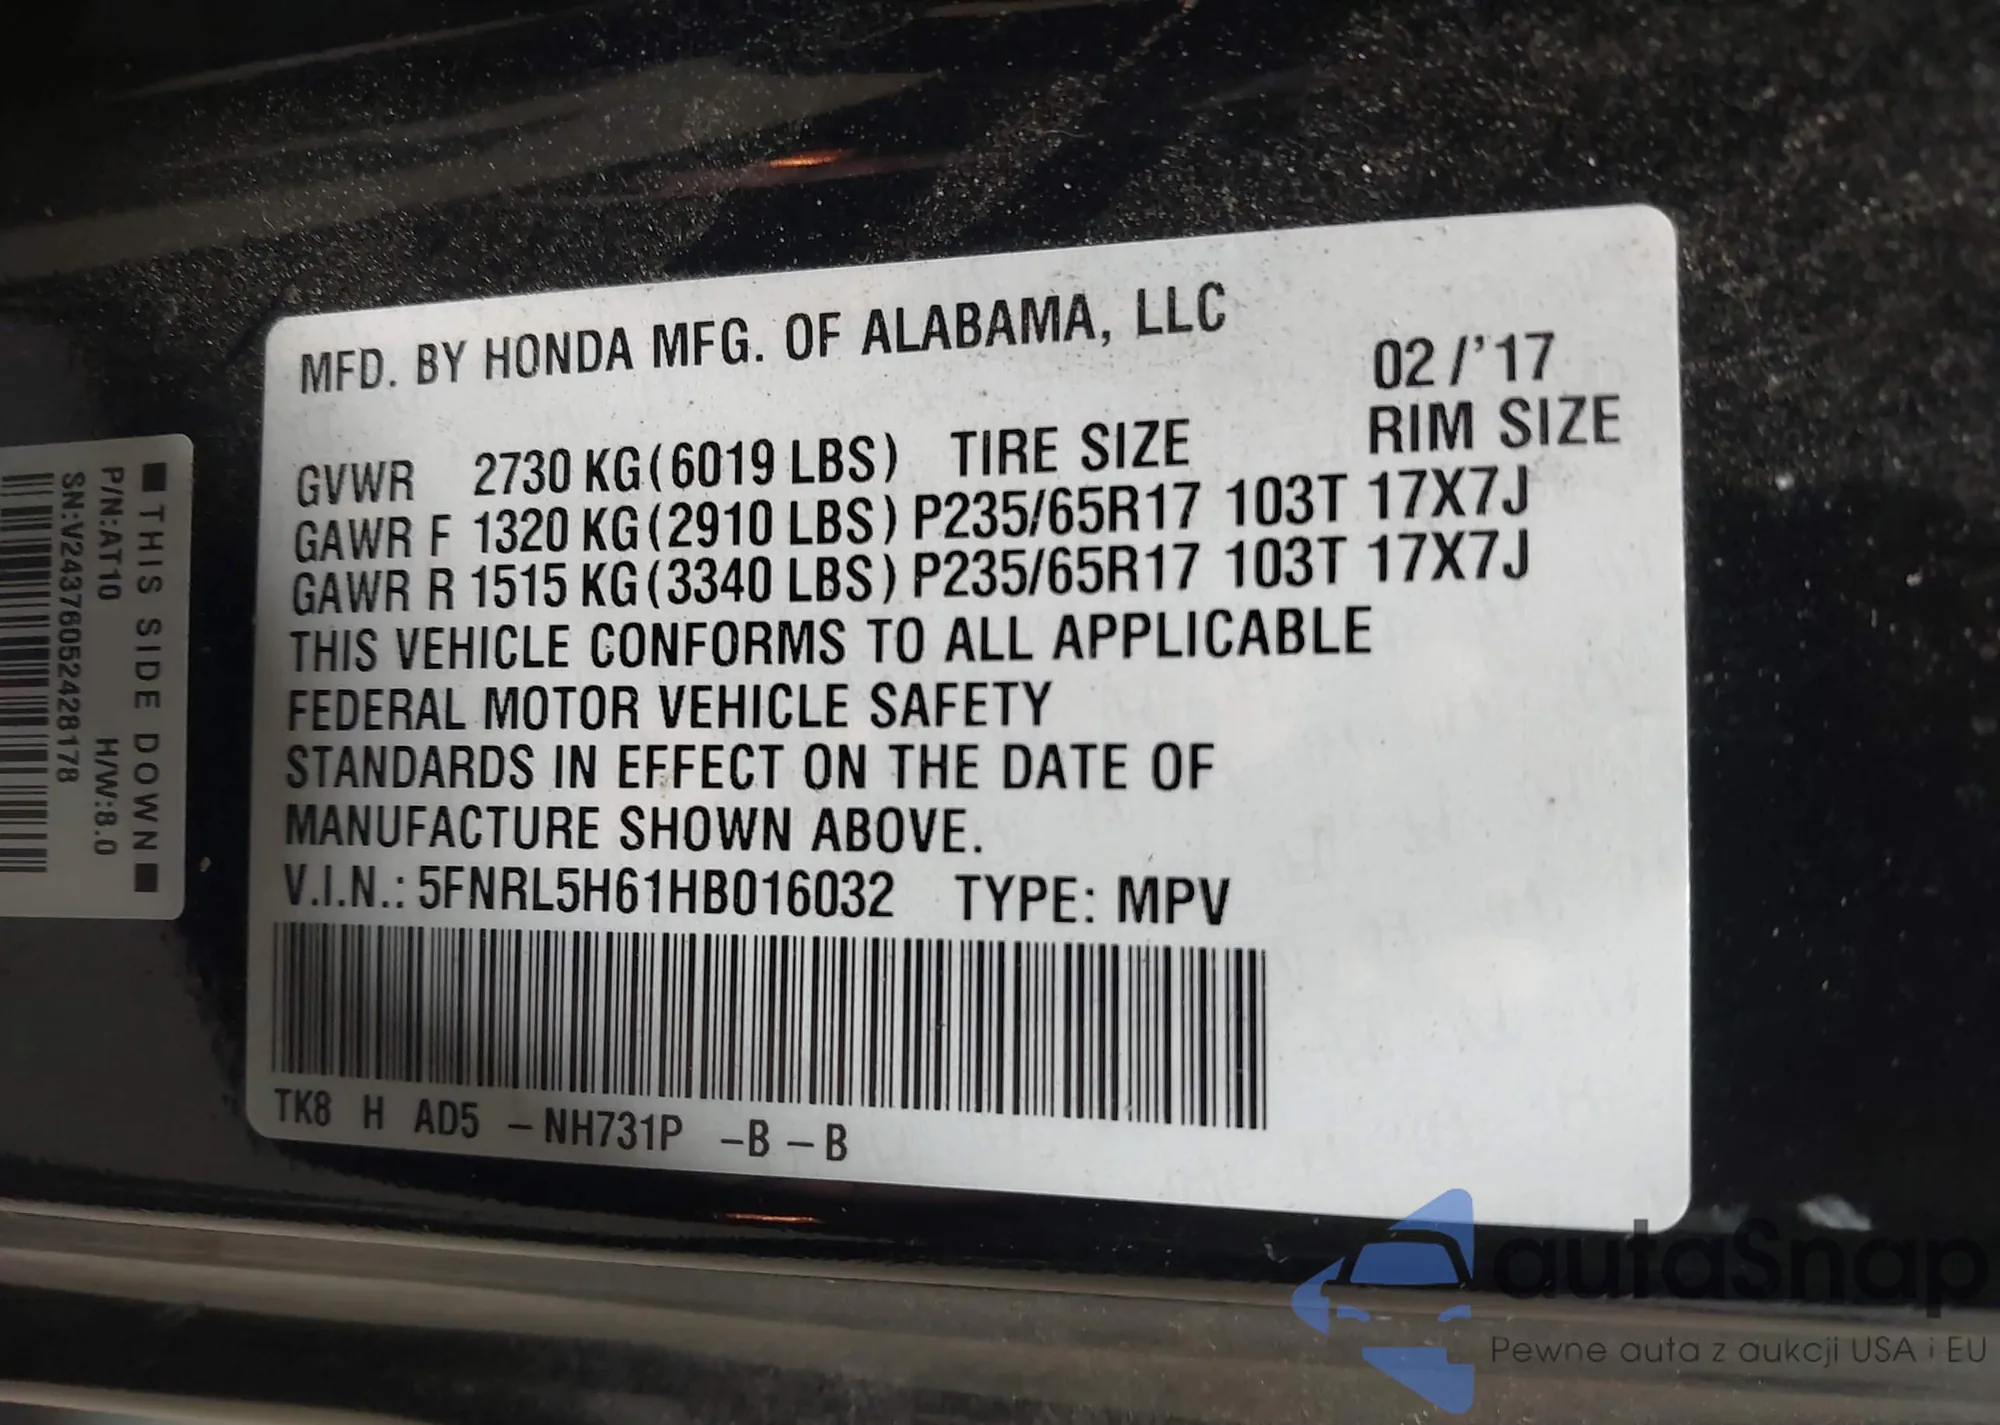 MFD. BY HONDA MFG. OF ALABAMA, LLC
02/'17
GVWR 2730 KG(6019 LBS) TIRE SIZE RIM SIZE
GAWR F 1320 KG(2910 LBS) P235/65R17 103T 17X7J
GAWR R 1515 KG(3340 LBS) P235/65R17 103T 17X7J
THIS VEHICLE CONFORMS TO ALL APPLICABLE
FEDERAL MOTOR VEHICLE SAFETY
STANDARDS IN EFFECT ON THE DATE OF
MANUFACTURE SHOWN ABOVE.
V.I.N.: 5FNRL5H61HB016032 TYPE: MPV
TK8 H AD5 -NH731P -B-B
■THIS SIDE DOWN■
P/N:AT10 H/W:8.0
SN:V24376052428178
autaSnap
Pewne auta z aukcji USA i EU